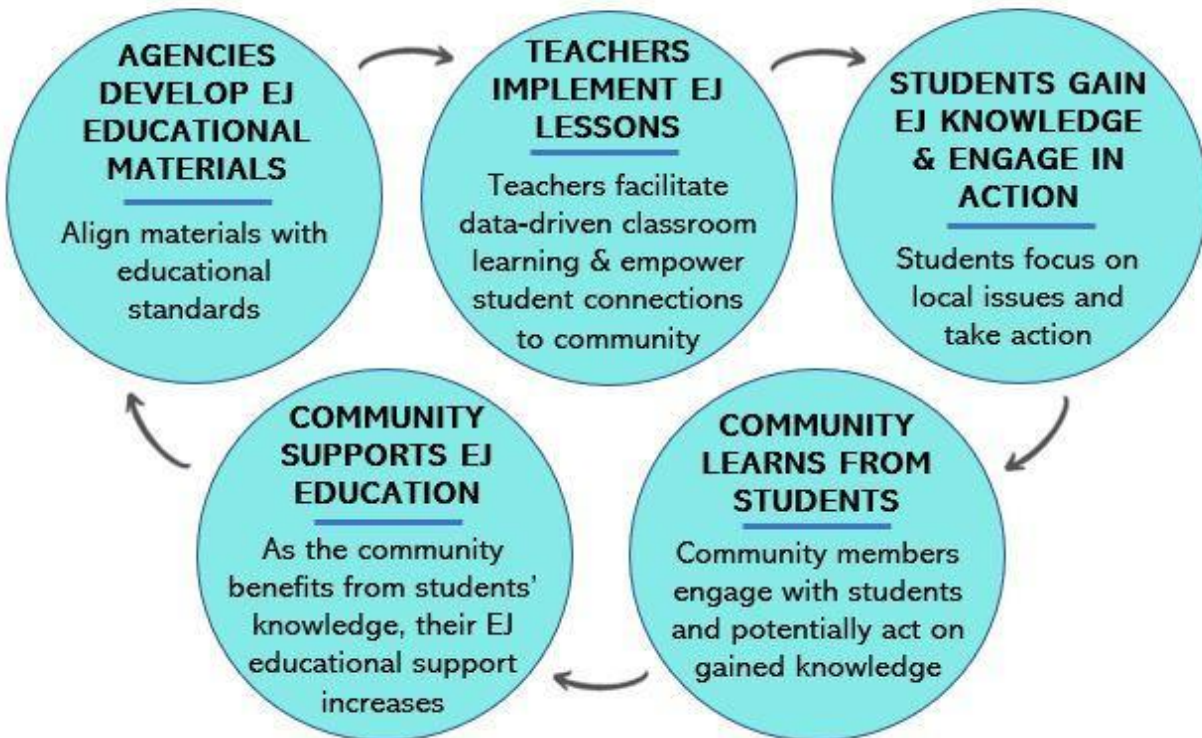 AGENCIES
DEVELOP EJ
EDUCATIONAL
MATERIALS
Align materials with
educational
standards
TEACHERS
IMPLEMENT EJ
LESSONS
Teachers facilitate
data-driven classroom
learning & empower
student connections
to community
STUDENTS GAIN
EJ KNOWLEDGE
& ENGAGE IN
ACTION
Students focus on
local issues and
take action
COMMUNITY
LEARNS FROM
STUDENTS
Community members
engage with students
and potentially act on
gained knowledge
COMMUNITY
SUPPORTS EJ
EDUCATION
As the community
benefits from students’
knowledge, their EJ
educational support
increases